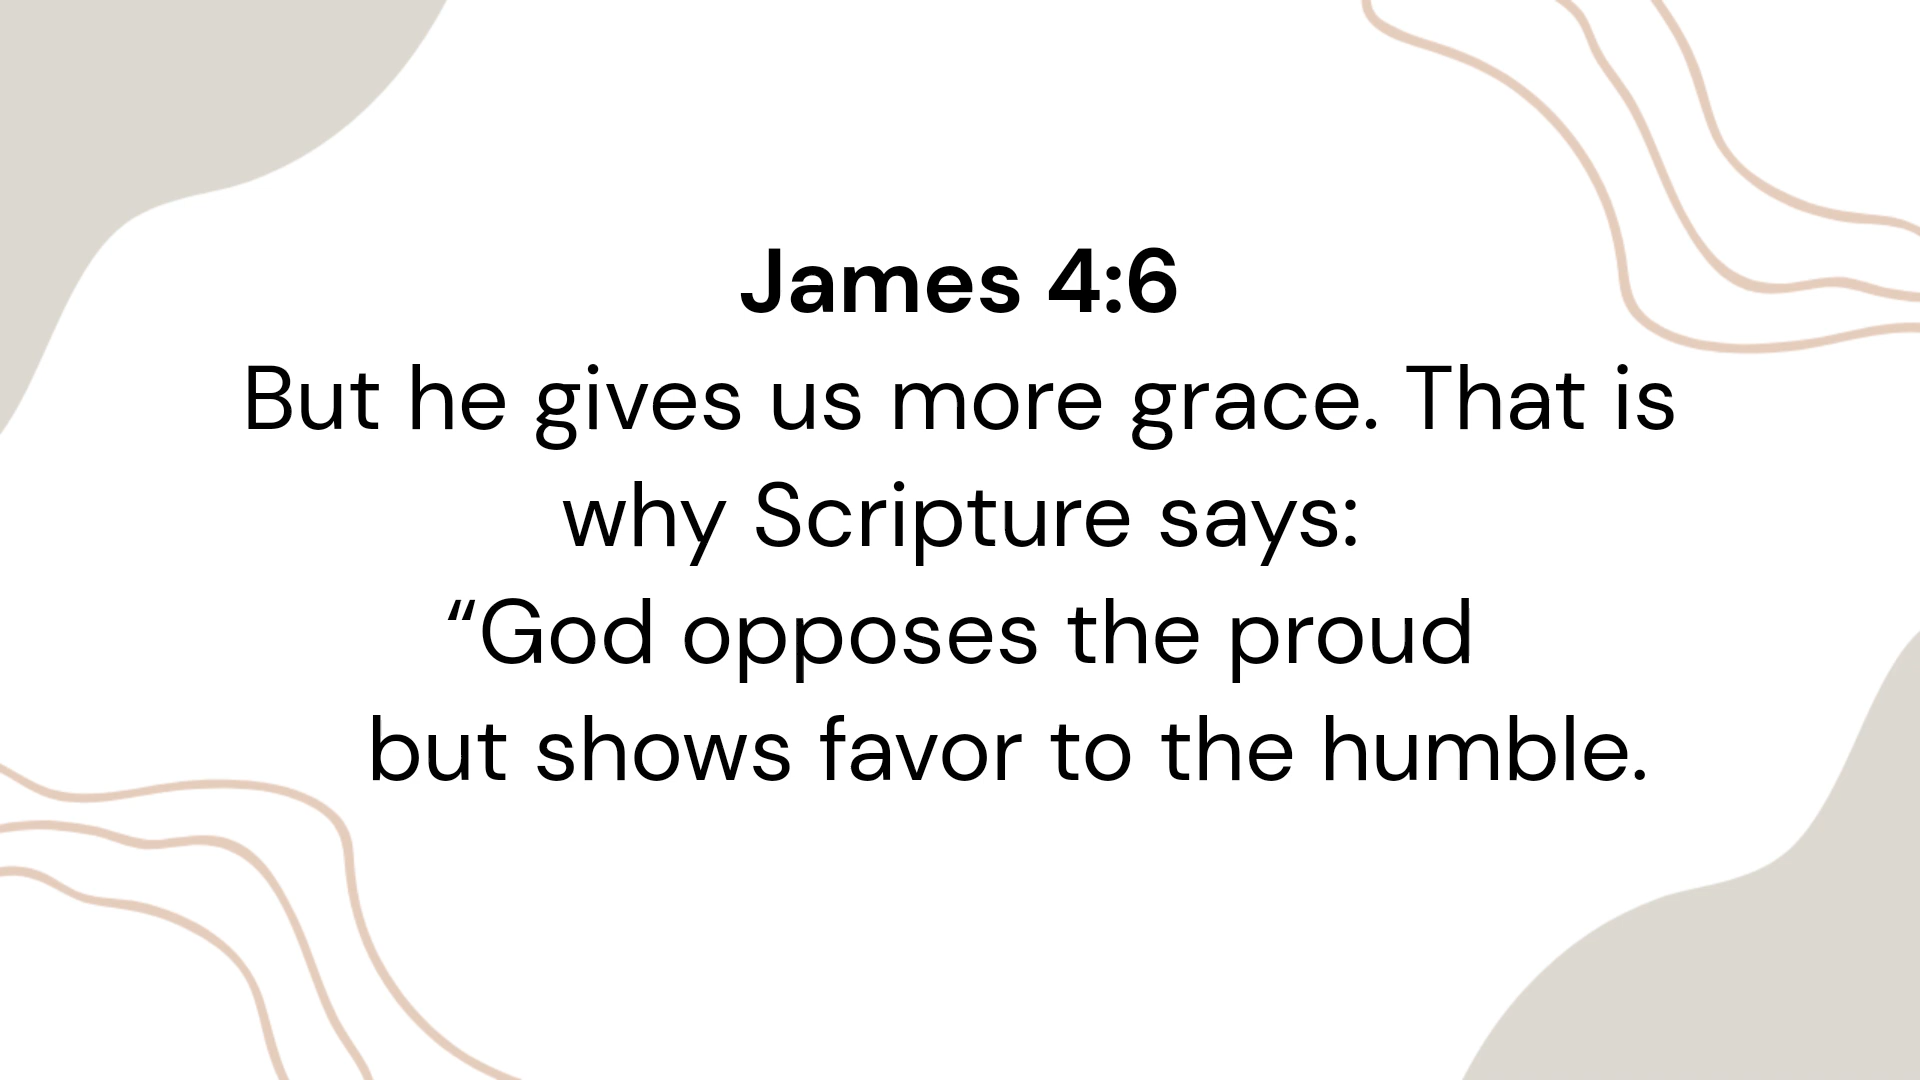 James 4:6
But he gives us more grace. That is
why Scripture says:
“God opposes the proud
but shows favor to the humble.